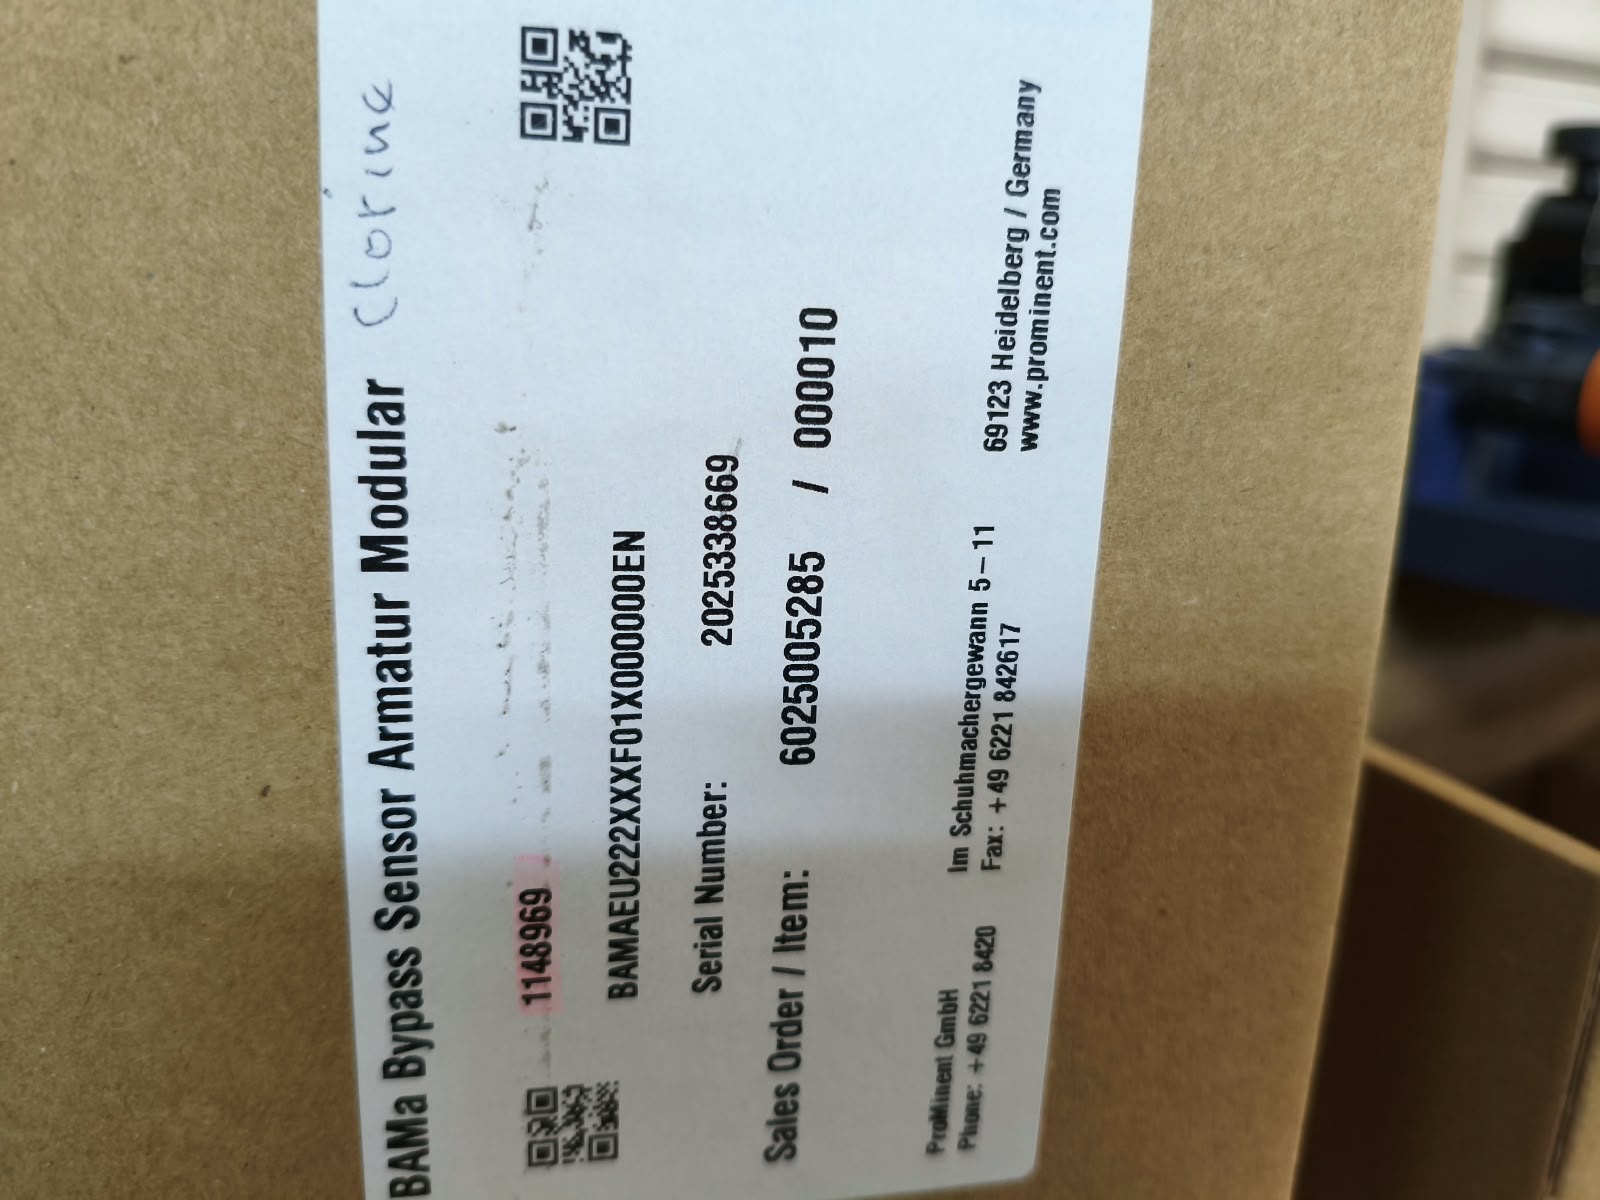 BAMa Bypass Sensor Armatur Modular Clorine
1148969
BAMAEU222XXXF01X000000EN
Serial Number: 2025338669
Sales Order / Item: 6025005285 / 000010
ProMinent GmbH Im Schuhmachergewann 5-11 69123 Heidelberg / Germany
Phone: +49 6221 8420 Fax: +49 6221 842617 www.prominent.com